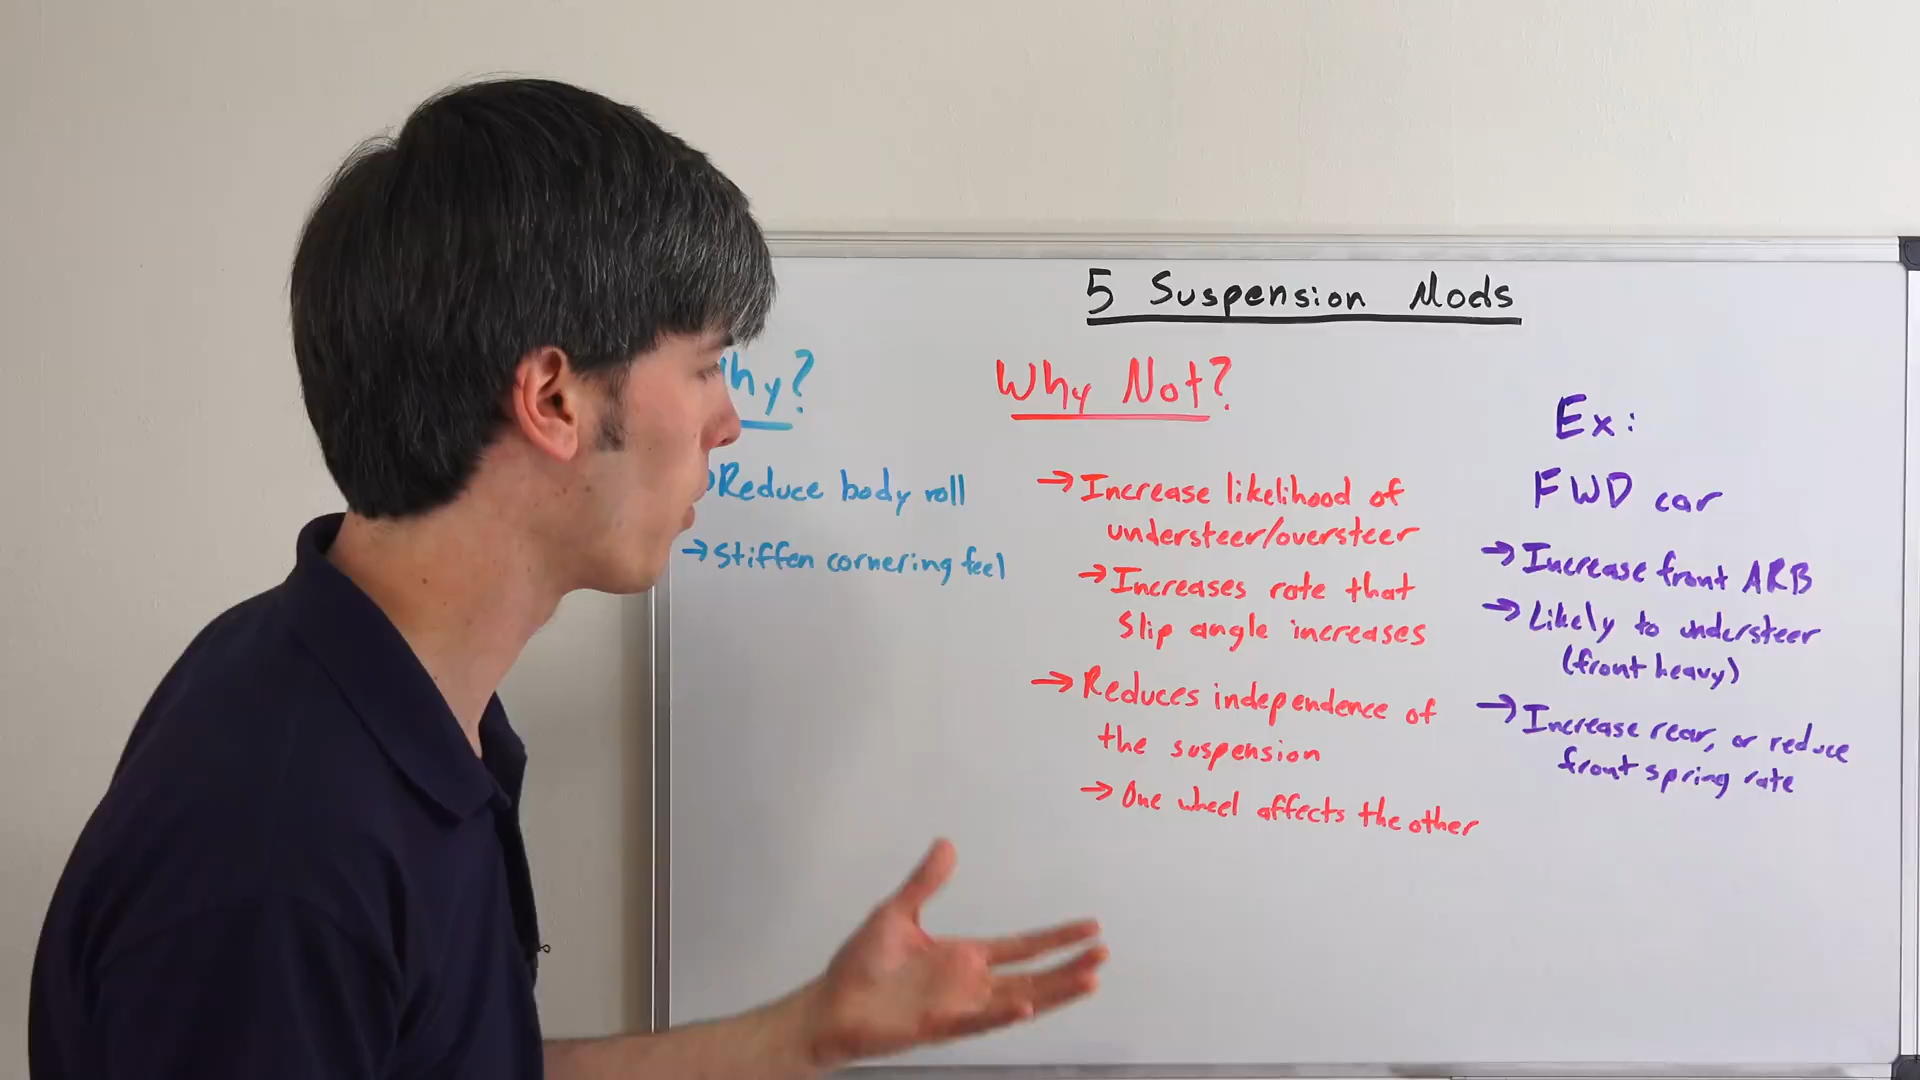 5 Suspension Mods
Why?
→ Reduce body roll
→ Stiffen cornering feel
Why Not?
→ Increase likelihood of
understeer/oversteer
→ Increases rate that
slip angle increases
→ Reduces independence of
the suspension
→ One wheel affects the other
Ex:
FWD car
→ Increase front ARB
→ Likely to understeer
(front heavy)
→ Increase rear, or reduce
front spring rate